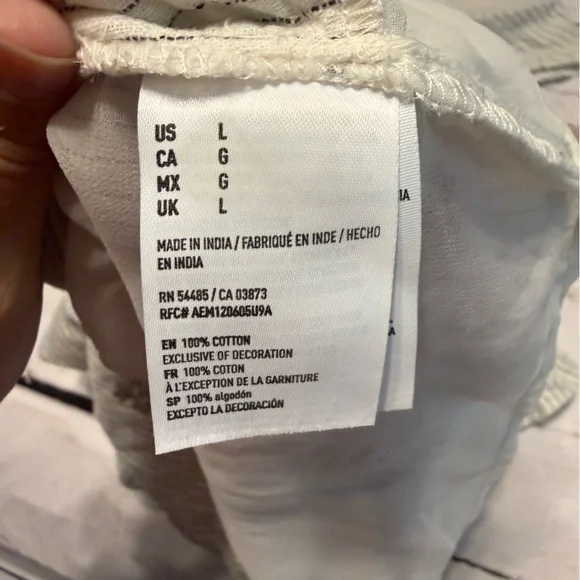 US L
CA G
MX G
UK L
MADE IN INDIA / FABRIQUÉ EN INDE / HECHO
EN INDIA
RN 54485 / CA 03873
RFC# AEM120605U9A
EN 100% COTTON
EXCLUSIVE OF DECORATION
FR 100% COTON
À L'EXCEPTION DE LA GARNITURE
SP 100% algodón
EXCEPTO LA DECORACIÓN
IA